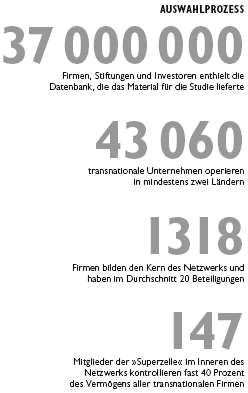 AUSWAHLPROZESS
37 000 000
Firmen, Stiftungen und Investoren enthielt die
Datenbank, die das Material für die Studie lieferte
43 060
transnationale Unternehmen operieren
in mindestens zwei Ländern
1318
Firmen bilden den Kern des Netzwerks und
haben im Durchschnitt 20 Beteiligungen
147
Mitglieder der »Superzelle« im Inneren des
Netzwerks kontrollieren fast 40 Prozent
des Vermögens aller transnationalen Firmen